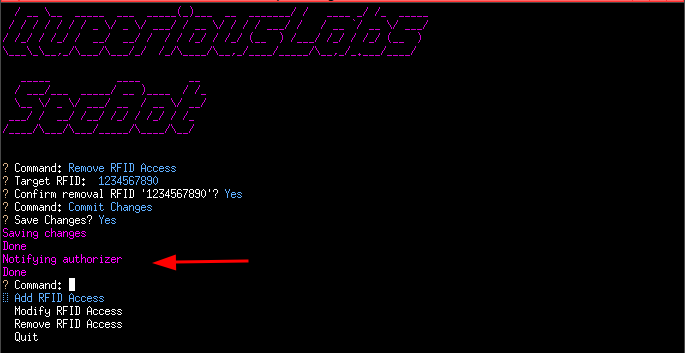 SecBot
? Command: Remove RFID Access
? Target RFID:  1234567890
? Confirm removal RFID '1234567890'? Yes
? Command: Commit Changes
? Save Changes? Yes
Saving changes
Done
Notifying authorizer
Done
? Command:
Add RFID Access
Modify RFID Access
Remove RFID Access
Quit